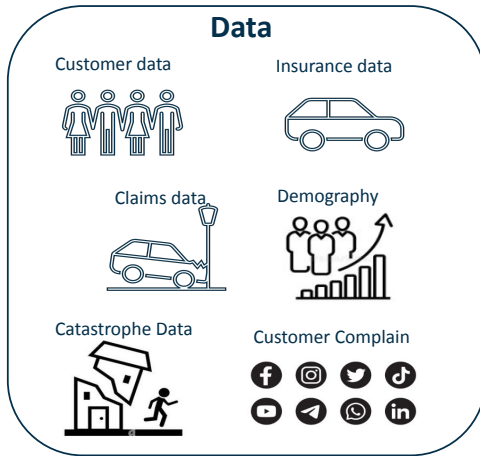 Data
Customer data
Insurance data
Claims data
Demography
Catastrophe Data
Customer Complain